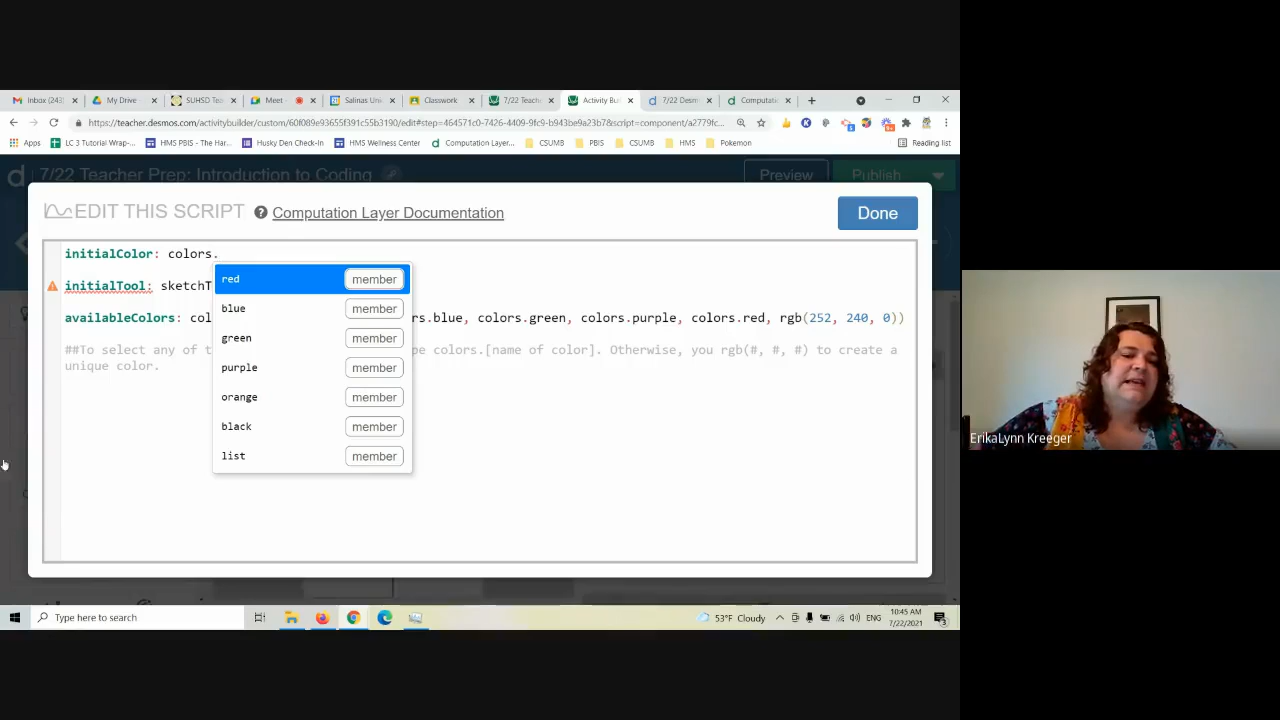 Inbox (243)
My Drive
SUHSD Tea
Meet -
Salinas Uni
Classwork
7/22 Teach
Activity Bui
7/22 Desm
Computati
https://teacher.desmos.com/activitybuilder/custom/60f089e93655f391c55b3190/edit#step=464571c0-7426-4409-9fc9-b943be9a23b7&script=component/a2779fc...
Apps
LC 3 Tutorial Wrap-...
HMS PBIS - The Har...
Husky Den Check-In
HMS Wellness Center
Computation Layer...
CSUMB
PBIS
CSUMB
HMS
Pokemon
Reading list
d 7/22 Teacher Prep: Introduction to Coding
Preview
Publish
EDIT THIS SCRIPT
? Computation Layer Documentation
Done
initialColor: colors.
red member
initialTool: sketchT
blue member
availableColors: col
rs.blue, colors.green, colors.purple, colors.red, rgb(252, 240, 0))
green member
##To select any of t
pe colors.[name of color]. Otherwise, you rgb(#, #, #) to create a
unique color.
purple member
orange member
black member
list member
ErikaLynn Kreeger
Type here to search
53°F Cloudy
ENG
10:45 AM
7/22/2021
3